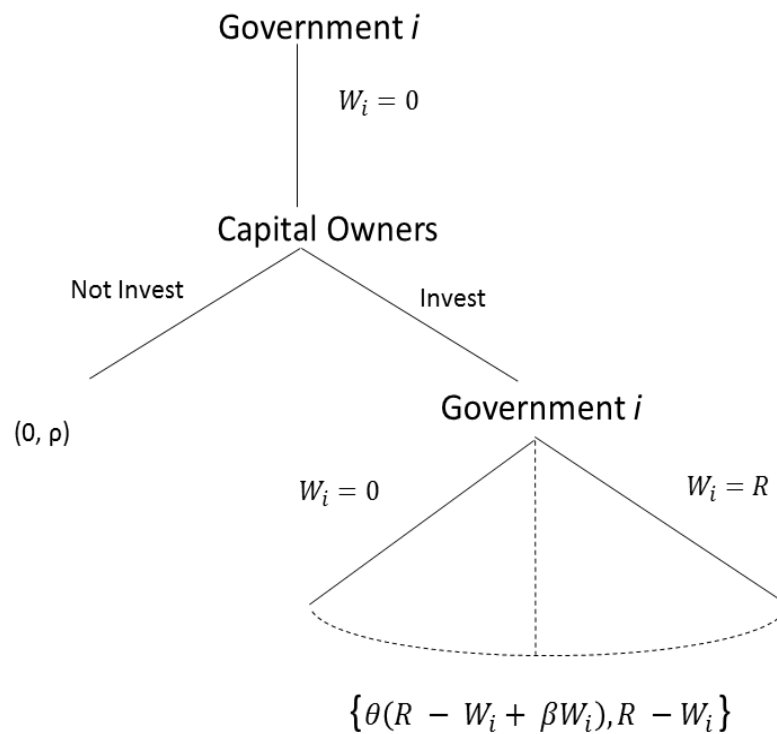 Government i
W_i = 0
Capital Owners
Not Invest
Invest
(0, ρ)
Government i
W_i = 0
W_i = R
{θ(R − W_i + βW_i), R − W_i}